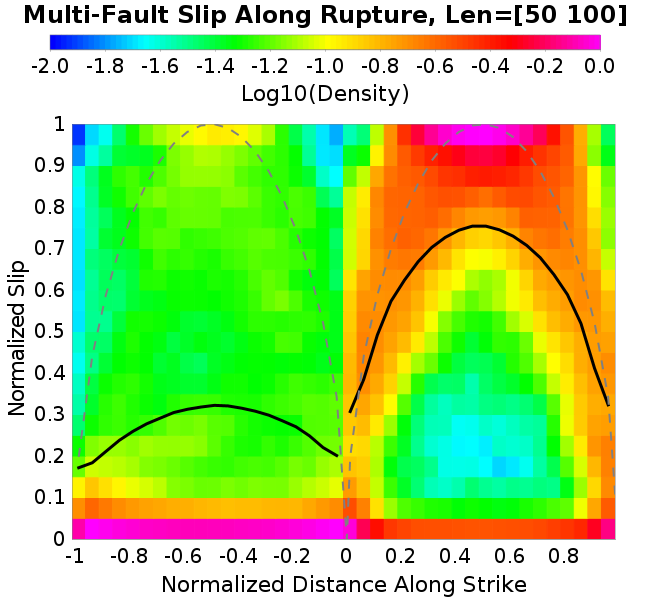 Multi-Fault Slip Along Rupture, Len=[50 100]
-2.0 -1.8 -1.6 -1.4 -1.2 -1.0 -0.8 -0.6 -0.4 -0.2 0.0
Log10(Density)
1
0.9
0.8
0.7
0.6
0.5
0.4
0.3
0.2
0.1
0
Normalized Slip
-1 -0.8 -0.6 -0.4 -0.2 0 0.2 0.4 0.6 0.8
Normalized Distance Along Strike